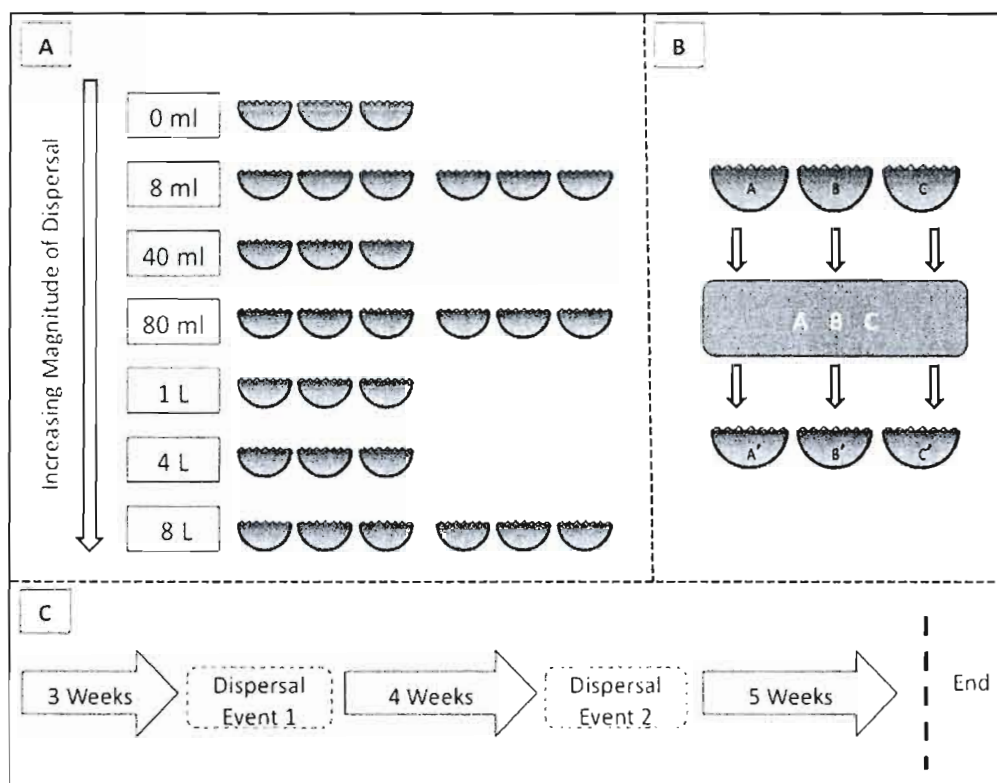 A
Increasing Magnitude of Dispersal
0 ml
8 ml
40 ml
80 ml
1 L
4 L
8 L
B
A B C
A B C
A' B' C'
C
3 Weeks
Dispersal
Event 1
4 Weeks
Dispersal
Event 2
5 Weeks
End